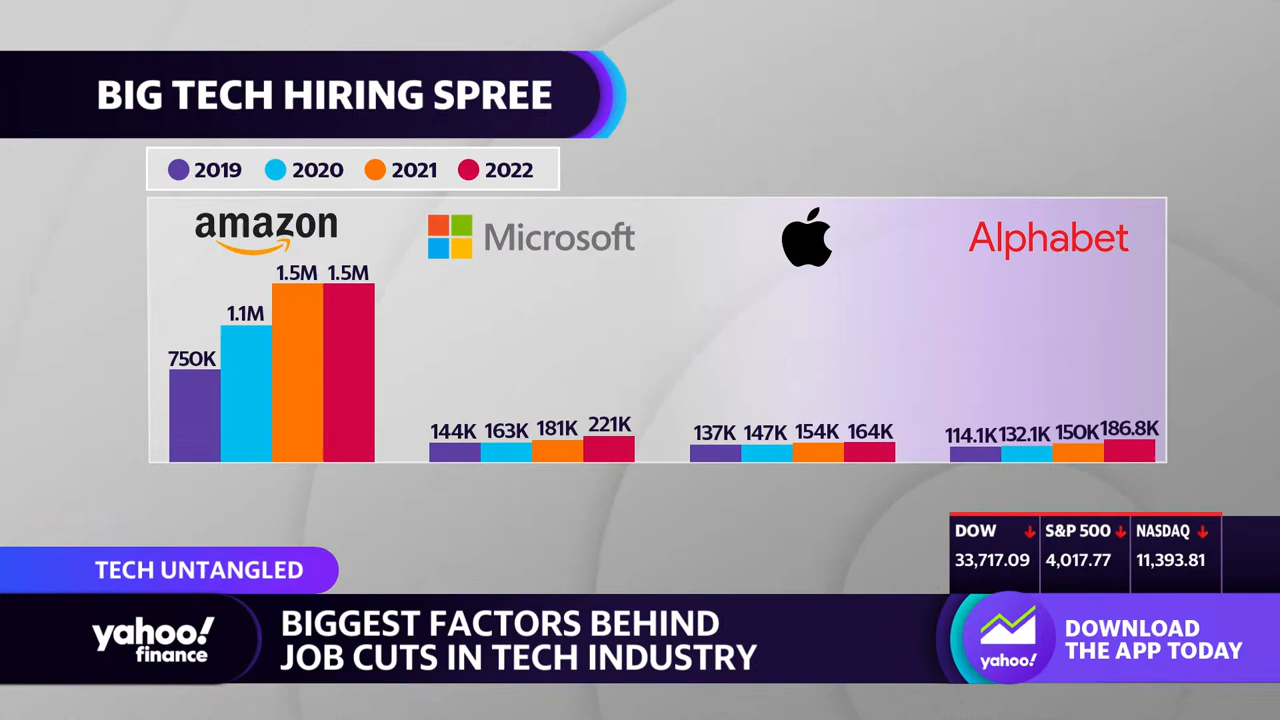 BIG TECH HIRING SPREE
2019 2020 2021 2022
amazon Microsoft Alphabet
1.5M 1.5M
1.1M
750K
144K 163K 181K 221K
137K 147K 154K 164K
114.1K 132.1K 150K 186.8K
DOW S&P 500 NASDAQ
33,717.09 4,017.77 11,393.81
TECH UNTANGLED
yahoo!
finance
BIGGEST FACTORS BEHIND
JOB CUTS IN TECH INDUSTRY
yahoo!
DOWNLOAD
THE APP TODAY